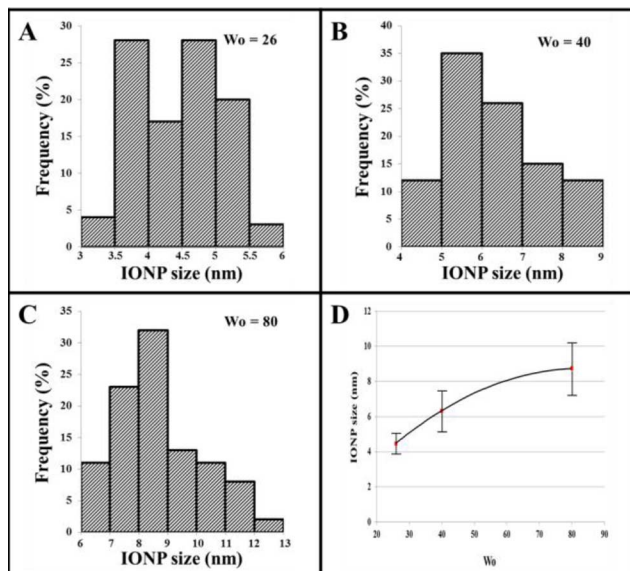 A
Wo = 26
Frequency (%)
30
25
20
15
10
5
0
3 3.5 4 4.5 5 5.5 6
IONP size (nm)
B
Wo = 40
Frequency (%)
40
35
30
25
20
15
10
5
0
4 5 6 7 8 9
IONP size (nm)
C
Wo = 80
Frequency (%)
35
30
25
20
15
10
5
0
6 7 8 9 10 11 12 13
IONP size (nm)
D
IONP size (nm)
12
10
8
6
4
2
0
20 30 40 50 60 70 80 90
Wo